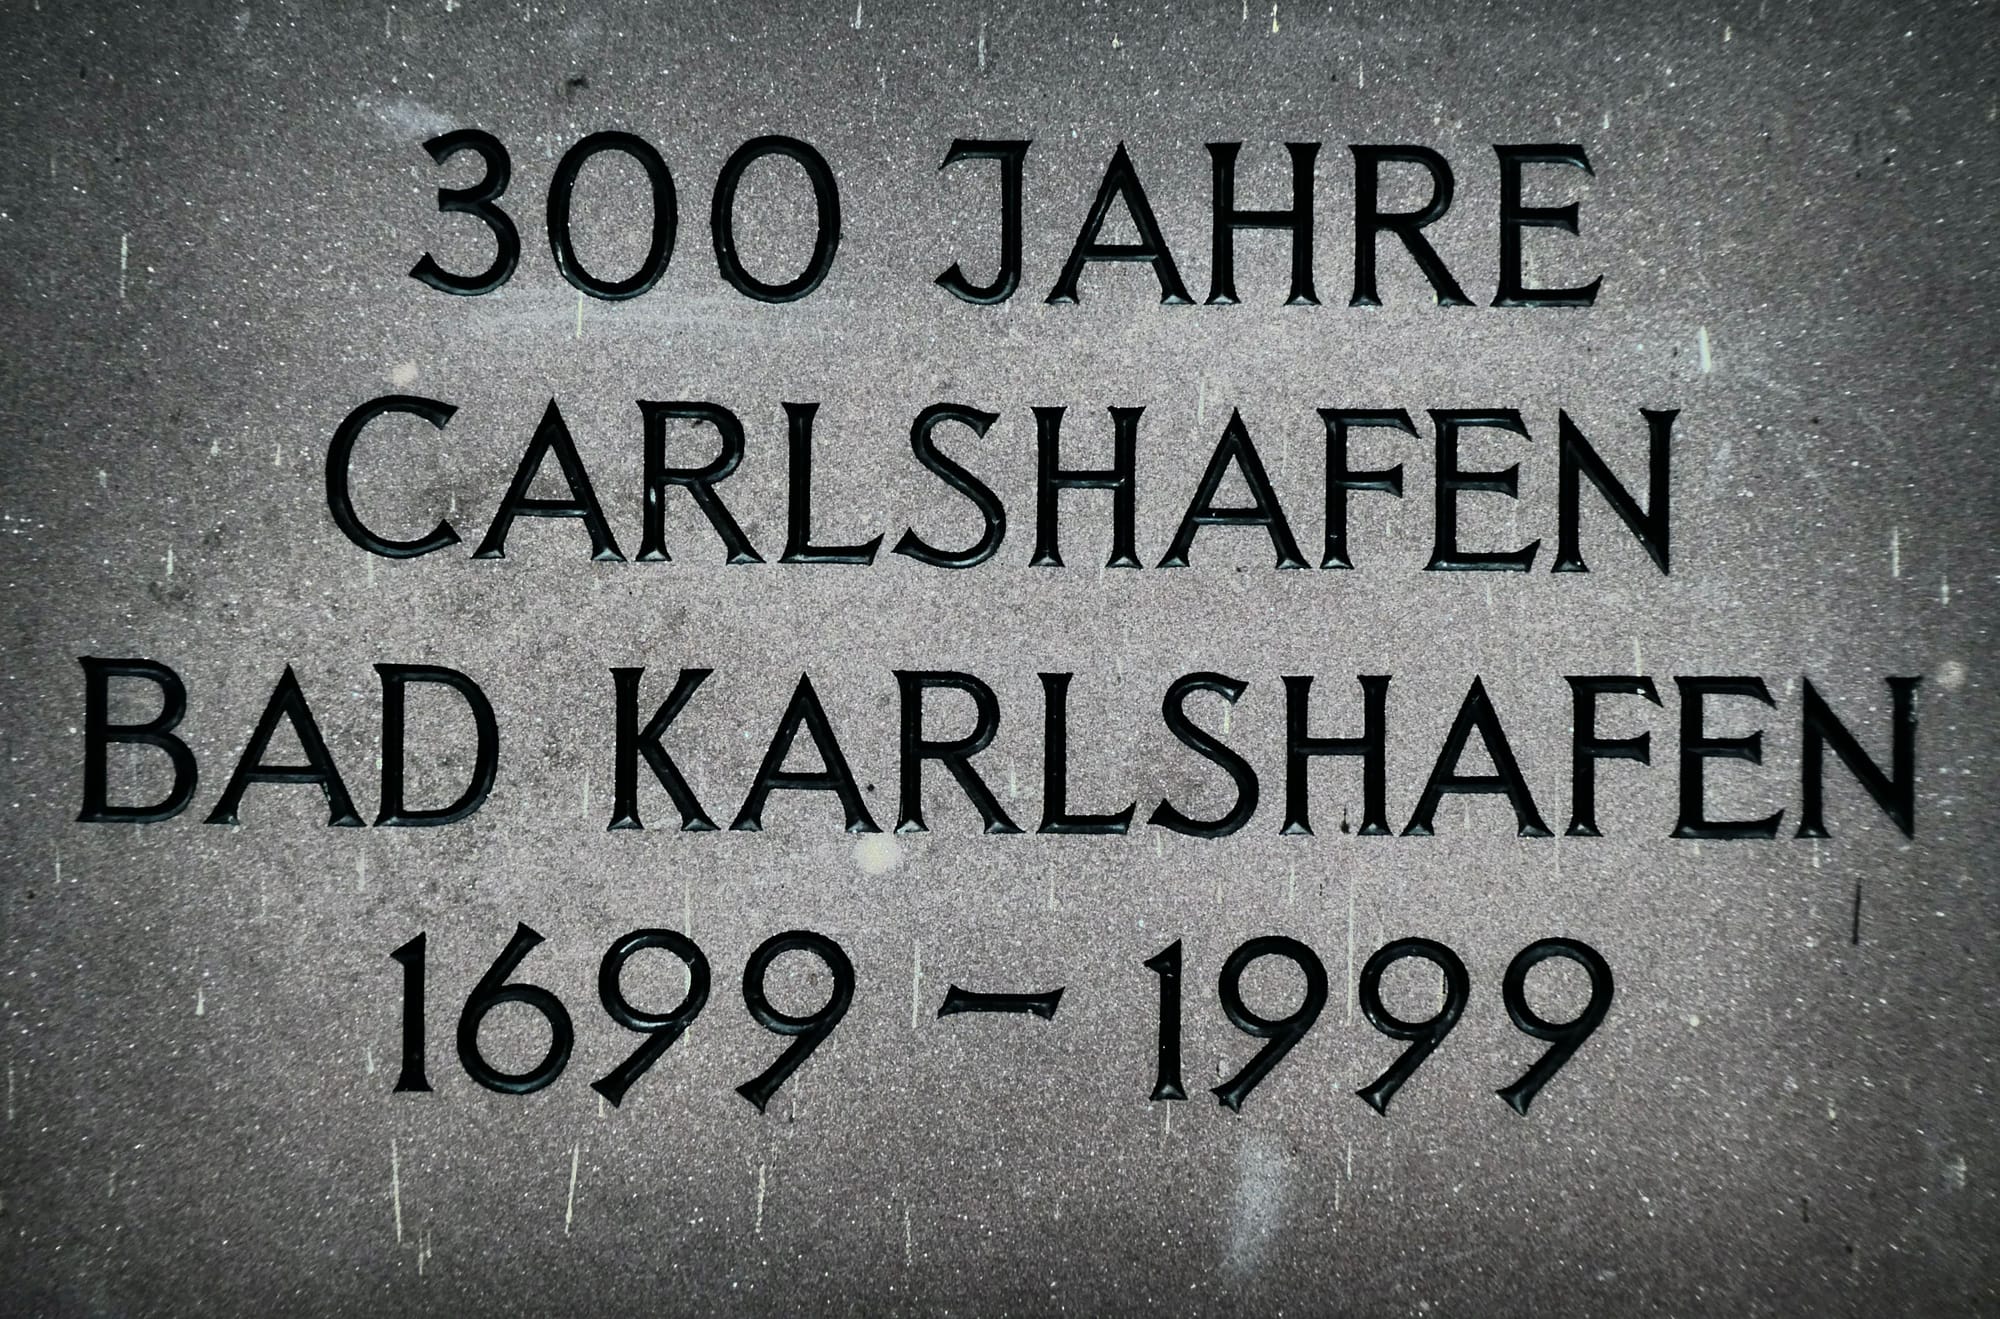 300 JAHRE
CARLSHAFEN
BAD KARLSHAFEN
1699 – 1999